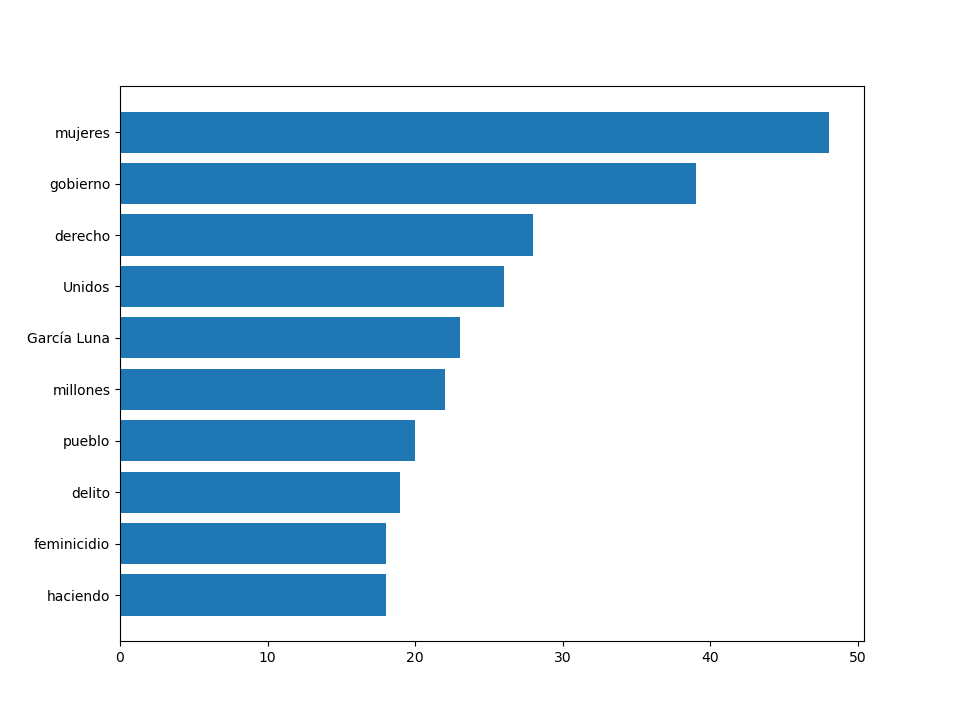 mujeres
gobierno
derecho
Unidos
García Luna
millones
pueblo
delito
feminicidio
haciendo
0 10 20 30 40 50